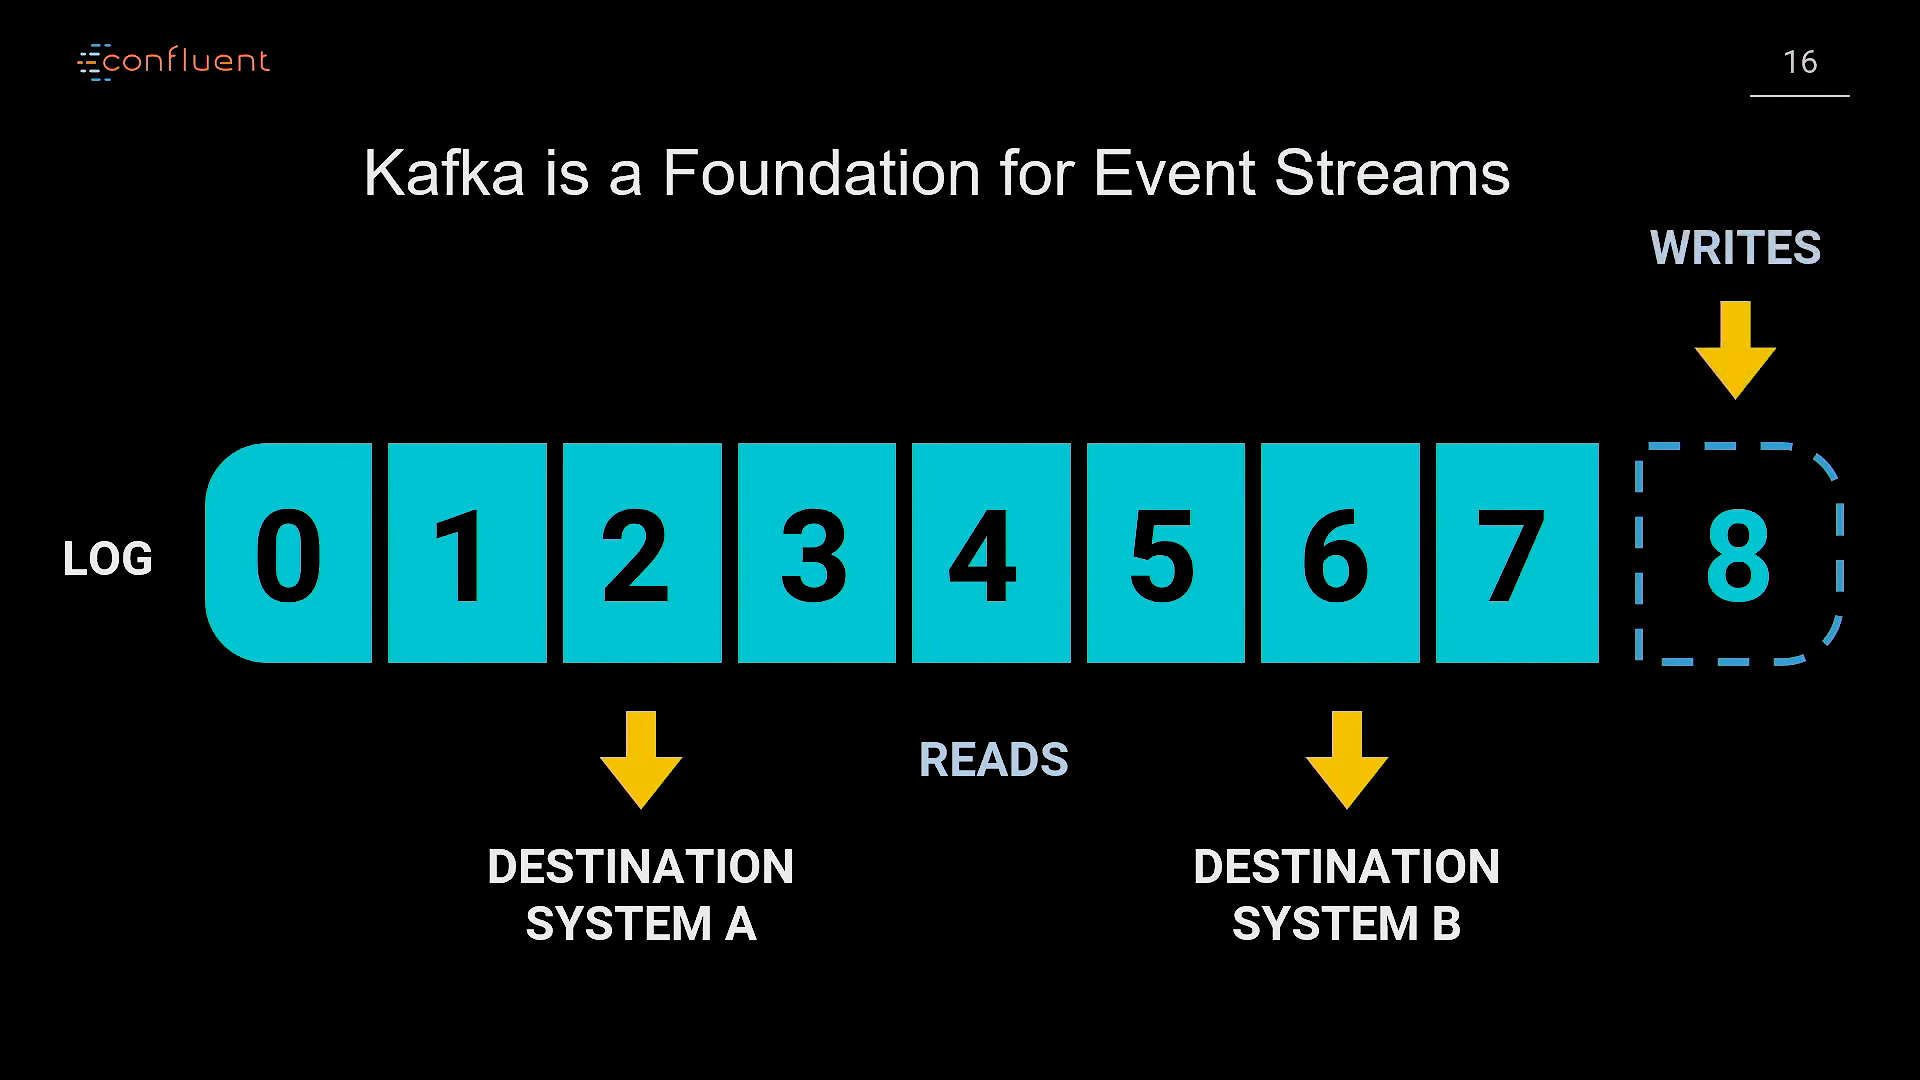 confluent
16
Kafka is a Foundation for Event Streams
WRITES
LOG
0 1 2 3 4 5 6 7 8
READS
DESTINATION
SYSTEM A
DESTINATION
SYSTEM B